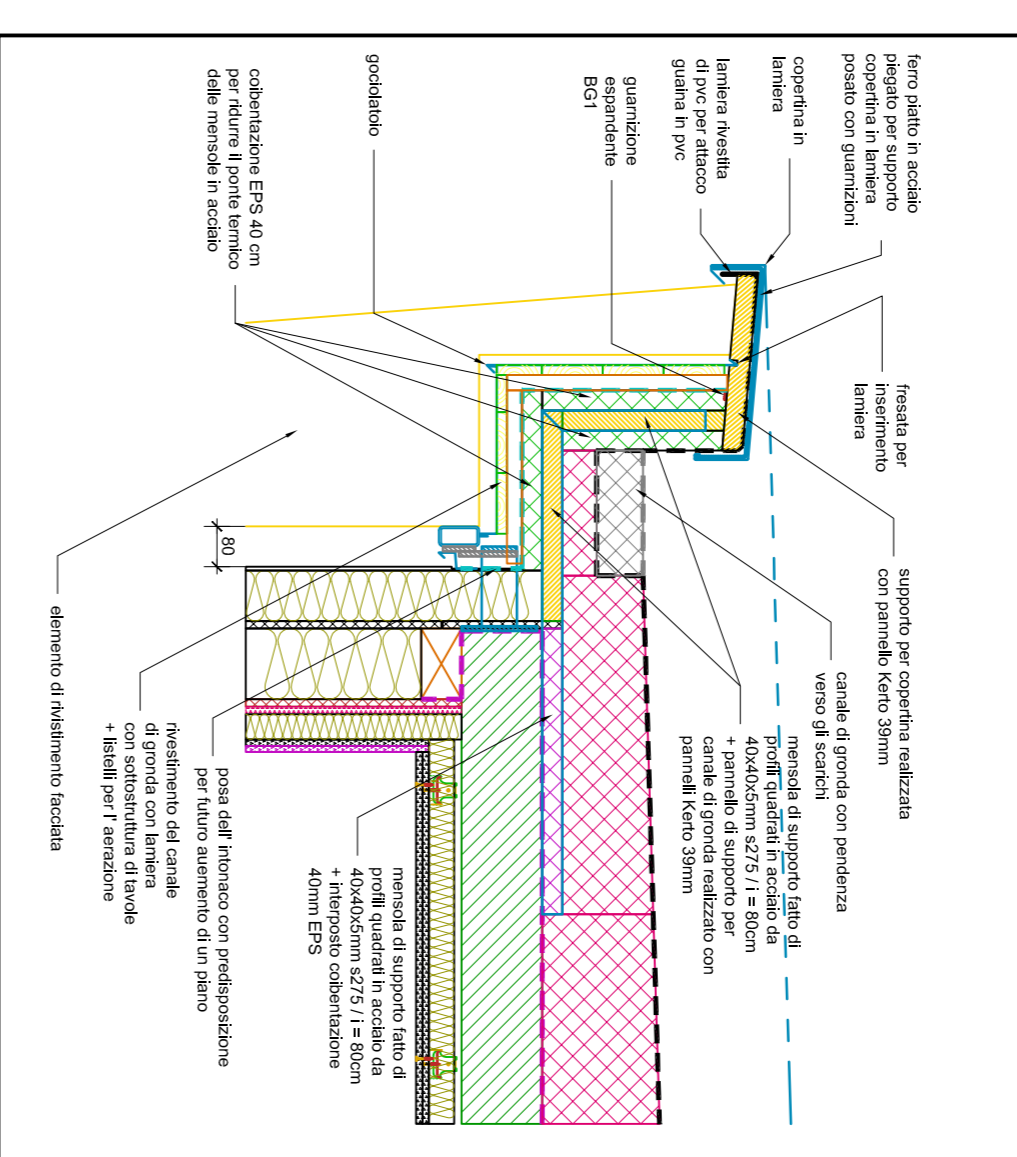 ferro piatto in acciaio
piegato per supporto
copertina in lamiera
posato con guarnizioni
copertina in
lamiera
lamiera rivestita
di pvc per attacco
guaina in pvc
guarnizione
espandente
BG1
gociolatoio
coibentazione EPS 40 cm
per ridurre il ponte termico
delle mensole in acciaio
fresata per
inserimento
lamiera
supporto per copertina realizzata
con pannello Kerto 39mm
canale di gronda con pendenza
verso gli scarichi
mensola di supporto fatto di
profili quadrati in acciaio da
40x40x5mm s275 / i = 80cm
+ pannello di supporto per
canale di gronda realizzato con
pannelli Kerto 39mm
mensola di supporto fatto di
profili quadrati in acciaio da
40x40x5mm s275 / i = 80cm
+ interposto coibentazione
40mm EPS
posa dell' intonaco con predisposizione
per futuro auemento di un piano
rivestimento del canale
di gronda con lamiera
con sottostruttura di tavole
+ listelli per l' aerazione
elemento di rivistimento facciata
80